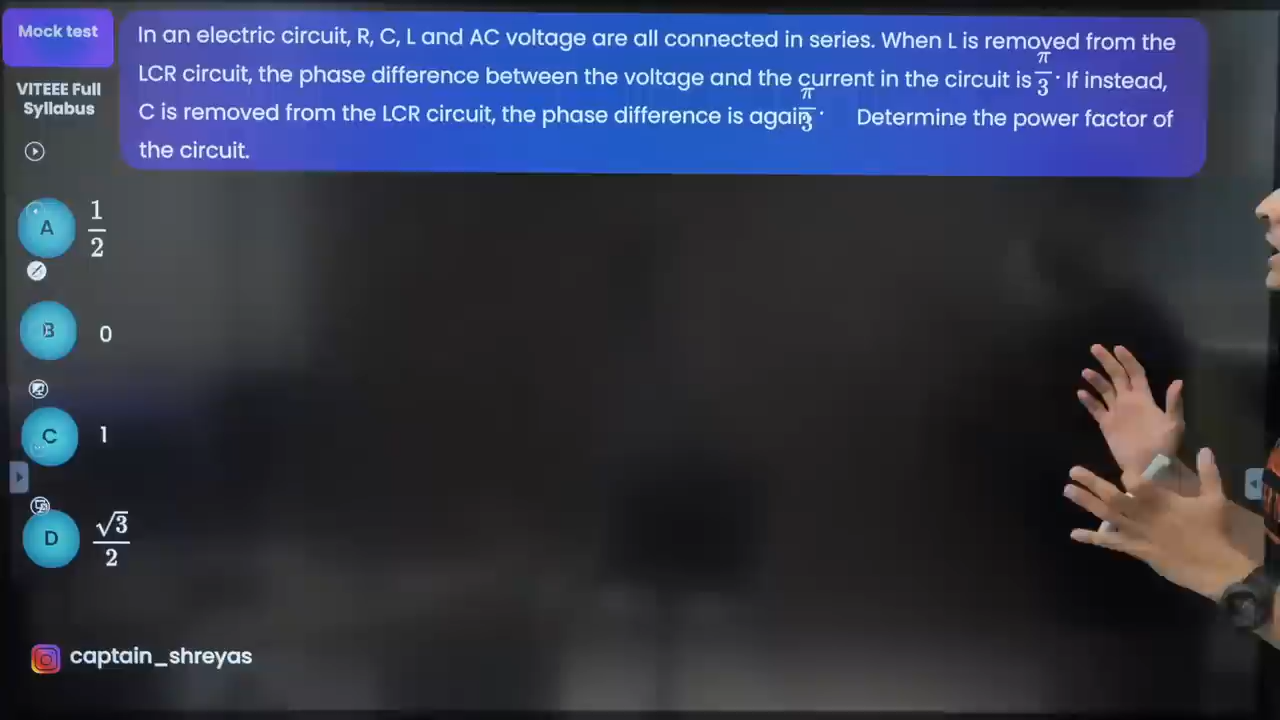 Mock test
VITEEE Full
Syllabus
In an electric circuit, R, C, L and AC voltage are all connected in series. When L is removed from the
LCR circuit, the phase difference between the voltage and the current in the circuit is π/3. If instead,
C is removed from the LCR circuit, the phase difference is again π/3. Determine the power factor of
the circuit.
A 1/2
B 0
C 1
D √3/2
captain_shreyas